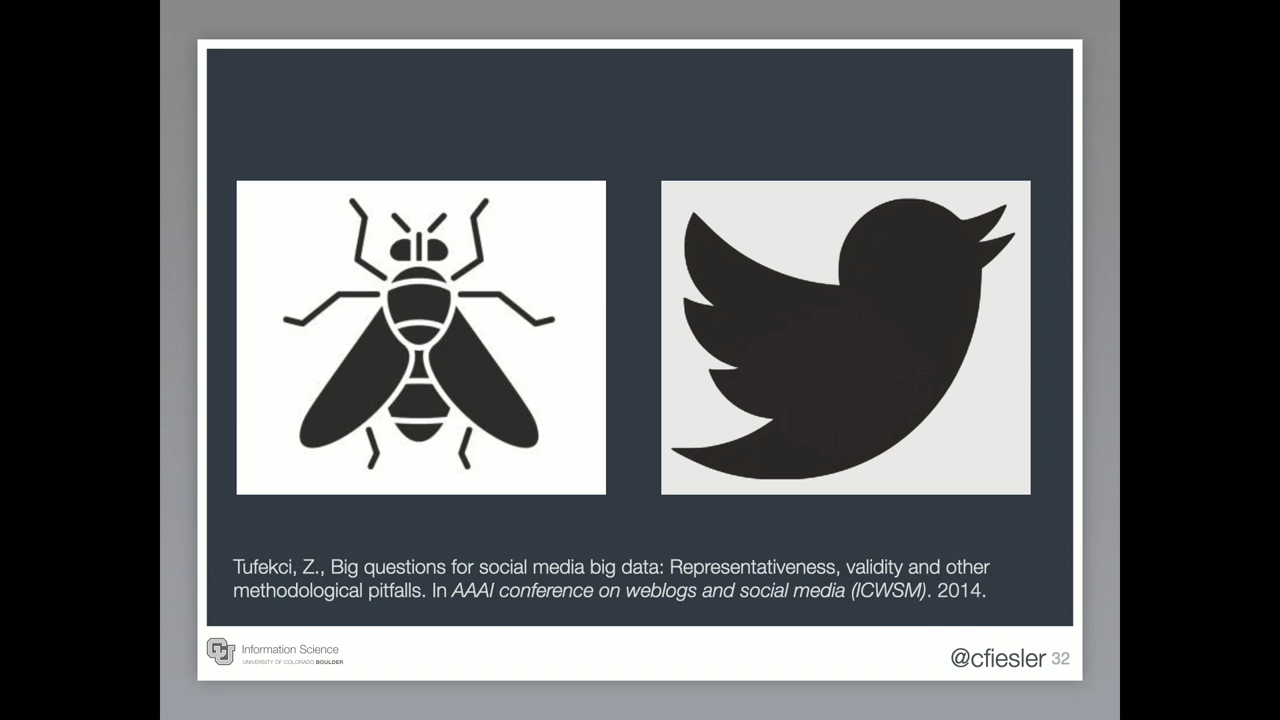 Tufekci, Z., Big questions for social media big data: Representativeness, validity and other
methodological pitfalls. In AAAI conference on weblogs and social media (ICWSM). 2014.
CU Information Science
UNIVERSITY OF COLORADO BOULDER
@cfiesler 32